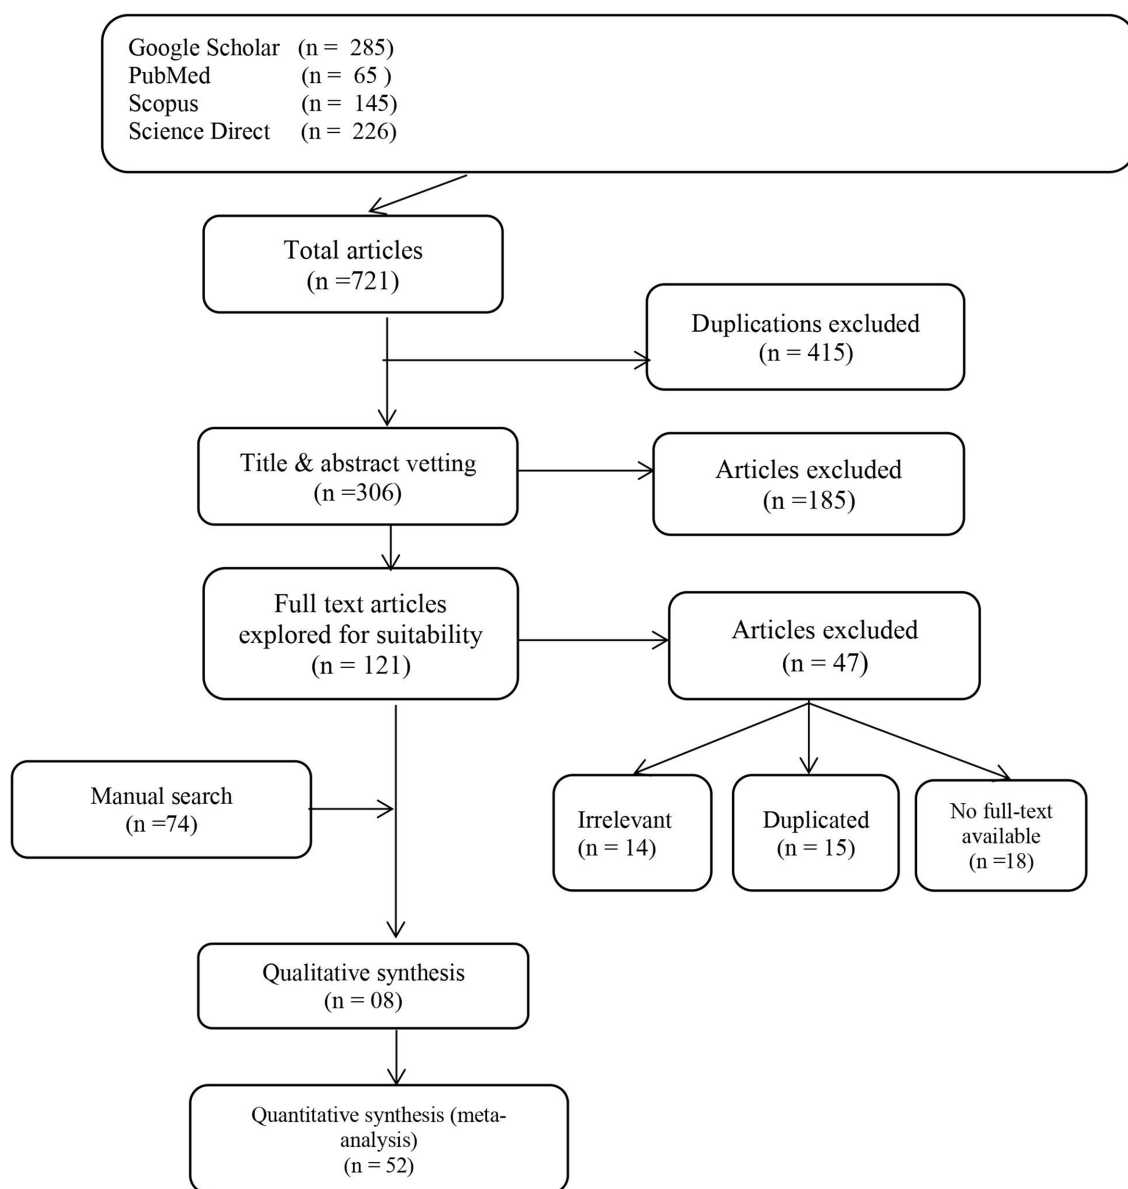 Google Scholar (n = 285)
PubMed (n = 65 )
Scopus (n = 145)
Science Direct (n = 226)
Total articles
(n =721)
Duplications excluded
(n = 415)
Title & abstract vetting
(n =306)
Articles excluded
(n =185)
Full text articles
explored for suitability
(n = 121)
Articles excluded
(n = 47)
Manual search
(n =74)
Irrelevant
(n = 14)
Duplicated
(n = 15)
No full-text
available
(n =18)
Qualitative synthesis
(n = 08)
Quantitative synthesis (meta-
analysis)
(n = 52)